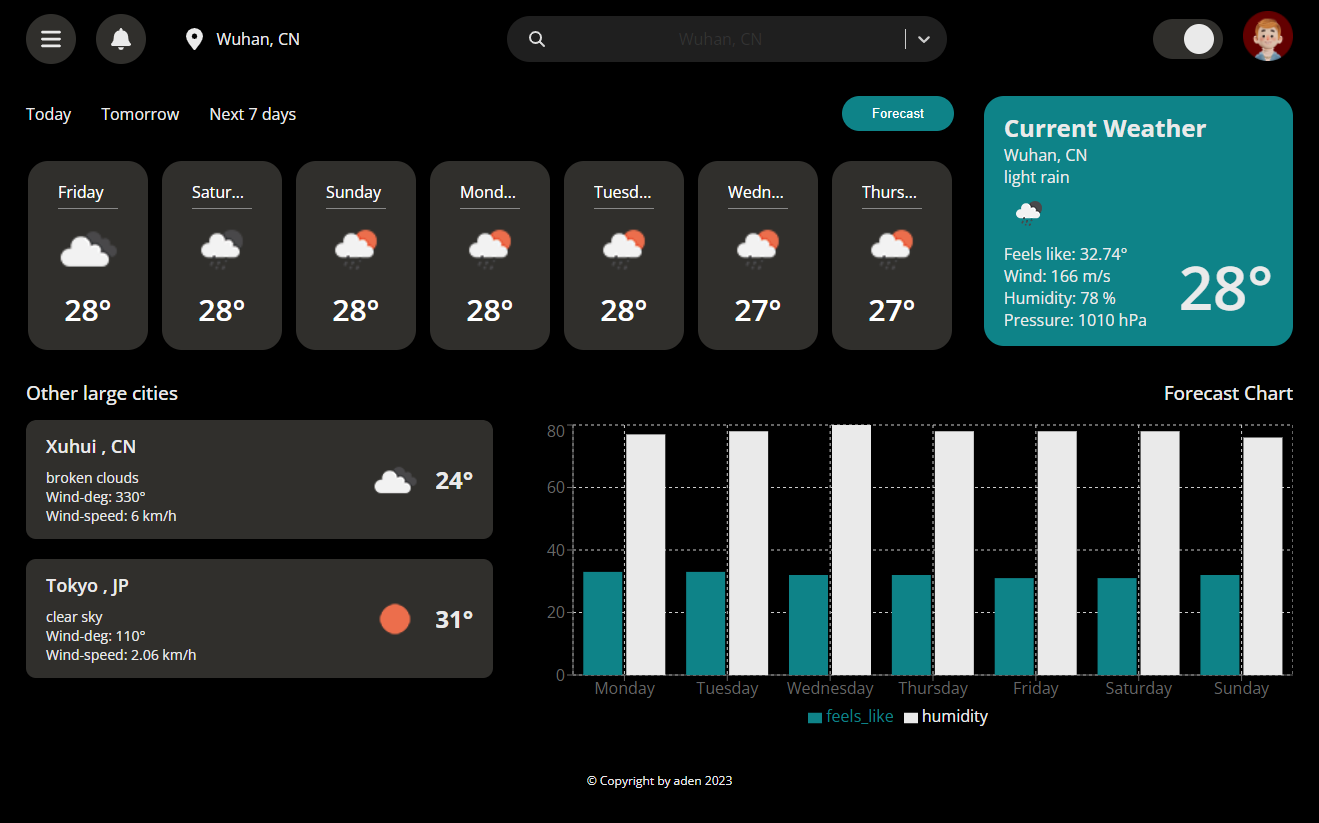 Wuhan, CN
Wuhan, CN
Today Tomorrow Next 7 days
Forecast
Friday
28°
Satur...
28°
Sunday
28°
Mond...
28°
Tuesd...
28°
Wedn...
27°
Thurs...
27°
Current Weather
Wuhan, CN
light rain
Feels like: 32.74°
Wind: 166 m/s
Humidity: 78 %
Pressure: 1010 hPa
28°
Other large cities
Xuhui , CN
broken clouds
Wind-deg: 330°
Wind-speed: 6 km/h
24°
Tokyo , JP
clear sky
Wind-deg: 110°
Wind-speed: 2.06 km/h
31°
Forecast Chart
80
60
40
20
0
Monday Tuesday Wednesday Thursday Friday Saturday Sunday
feels_like humidity
© Copyright by aden 2023